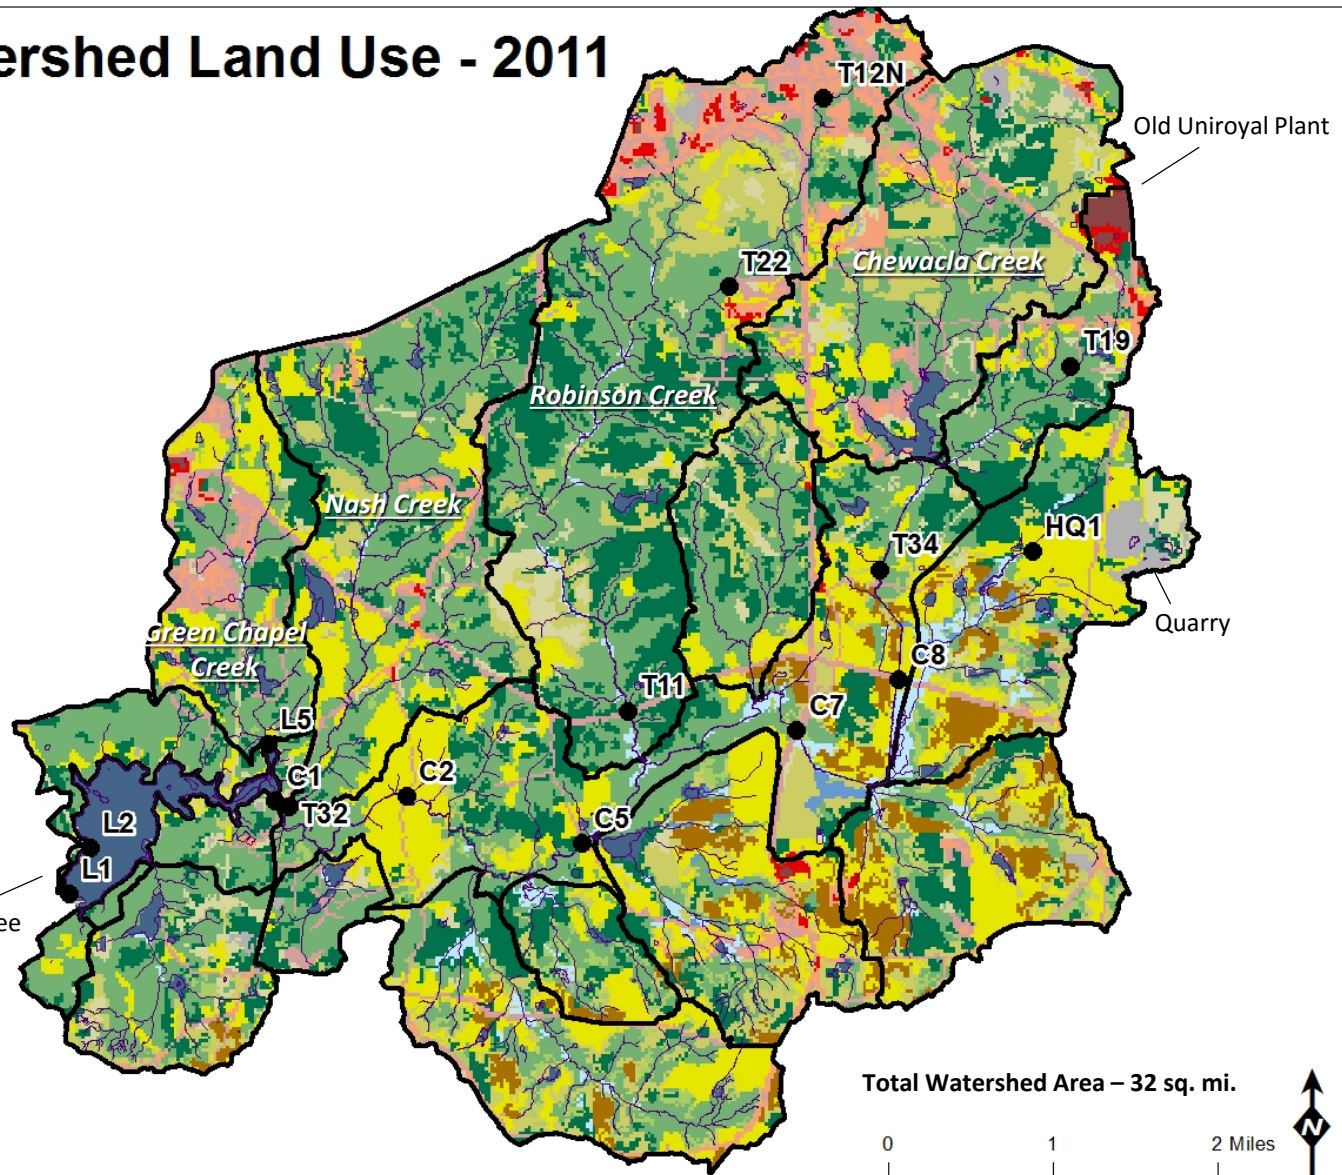 ershed Land Use - 2011
T12N
Old Uniroyal Plant
T22
Chewacla Creek
T19
Robinson Creek
Nash Creek
HQ1
T34
Quarry
Green Chapel
Creek
C8
T11
C7
L5
C1
C2
T32
C5
L2
L1
ee
Total Watershed Area – 32 sq. mi.
N
0 1 2 Miles